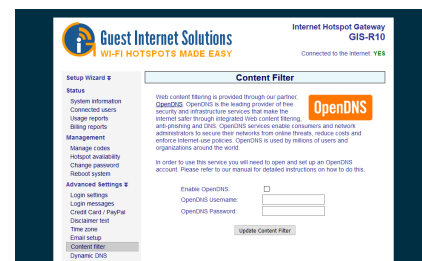 Guest Internet Solutions
WI-FI HOTSPOTS MADE EASY
Internet Hotspot Gateway
GIS-R10
Connected to the Internet: YES
Setup Wizard
Status
System information
Connected users
Usage reports
Billing reports
Management
Manage codes
Hotspot availability
Change password
Reboot system
Advanced Settings
Login settings
Login messages
Credit Card / PayPal
Disclaimer text
Time zone
Email setup
Content filter
Dynamic DNS
Content Filter
Web content filtering is provided through our partner,
OpenDNS. OpenDNS is the leading provider of free
security and infrastructure services that make the
Internet safer through integrated Web content filtering,
anti-phishing and DNS. OpenDNS services enable consumers and network
administrators to secure their networks from online threats, reduce costs and
enforce internet-use policies. OpenDNS is used by millions of users and
organizations around the world.
OpenDNS
In order to use this service you will need to open and set up an OpenDNS
account. Please refer to our manual for detailed instructions on how to do this.
Enable OpenDNS
OpenDNS Username:
OpenDNS Password:
Update Content Filter